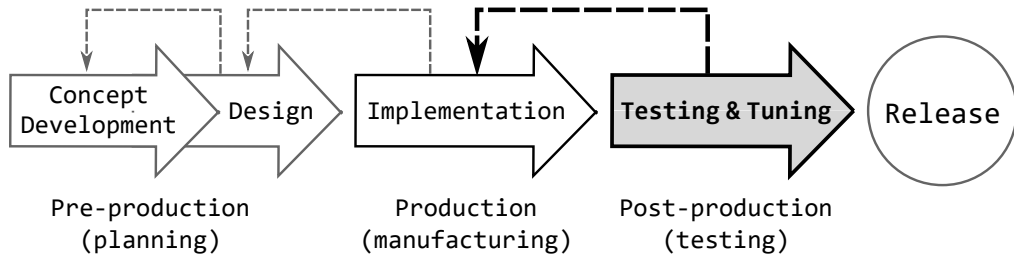 Concept
Development
Design
Implementation
Testing & Tuning
Release
Pre-production
(planning)
Production
(manufacturing)
Post-production
(testing)